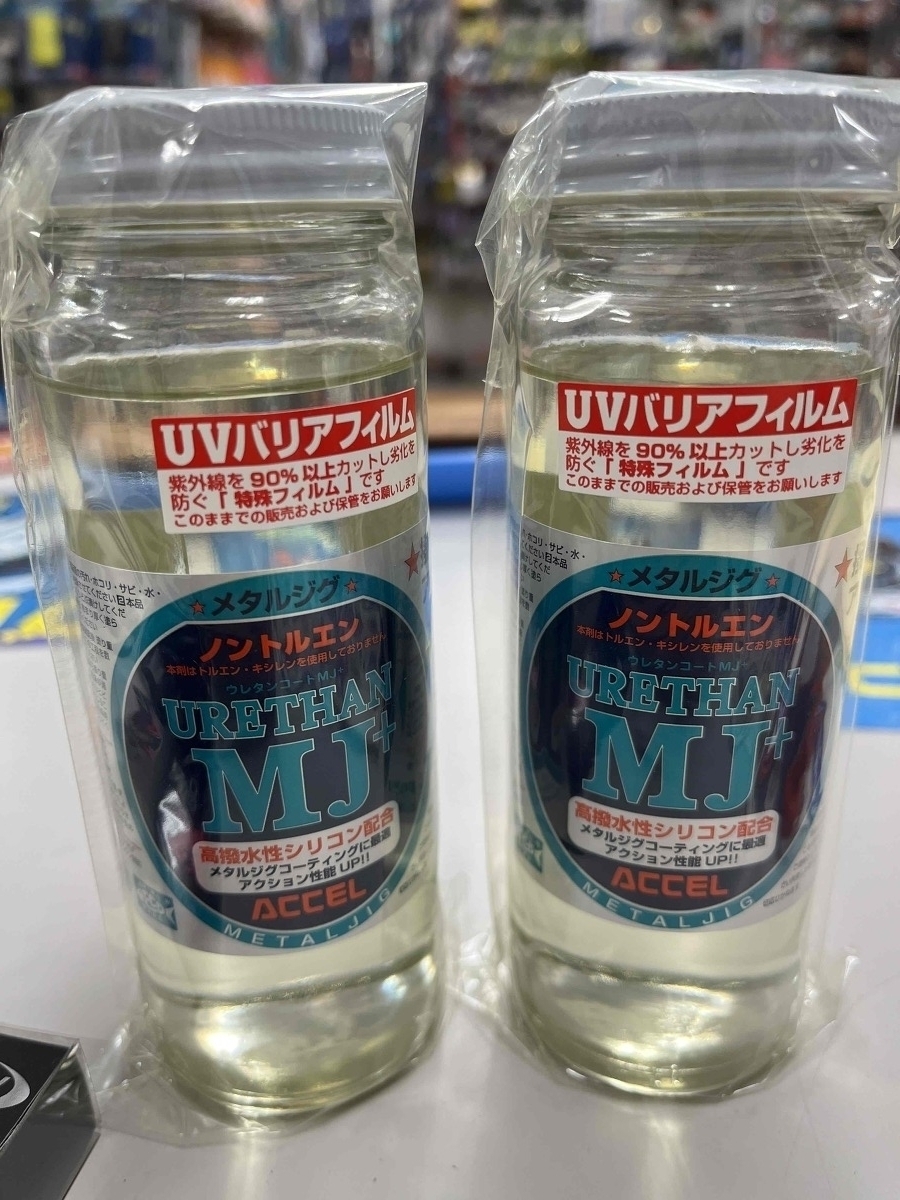 UVバリアフィルム
紫外線を90%以上カットし劣化を
防ぐ「特殊フィルム」です
このままでの販売および保管をお願いします
ホコリ・サビ・水・
メタルジグ
ノントルエン
本剤はトルエン・キシレンを使用しておりません
ウレタンコートMJ+
URETHAN
MJ+
高撥水性シリコン配合
メタルジグコーティングに最適
アクション性能UP!!
ACCEL
METALJIG
UVバリアフィルム
紫外線を90%以上カットし劣化を
防ぐ「特殊フィルム」です
このままでの販売および保管をお願いします
ホコリ・サビ・水・
メタルジグ
ノントルエン
本剤はトルエン・キシレンを使用しておりません
ウレタンコートMJ+
URETHAN
MJ+
高撥水性シリコン配合
メタルジグコーティングに最適
アクション性能UP!!
ACCEL
METALJIG